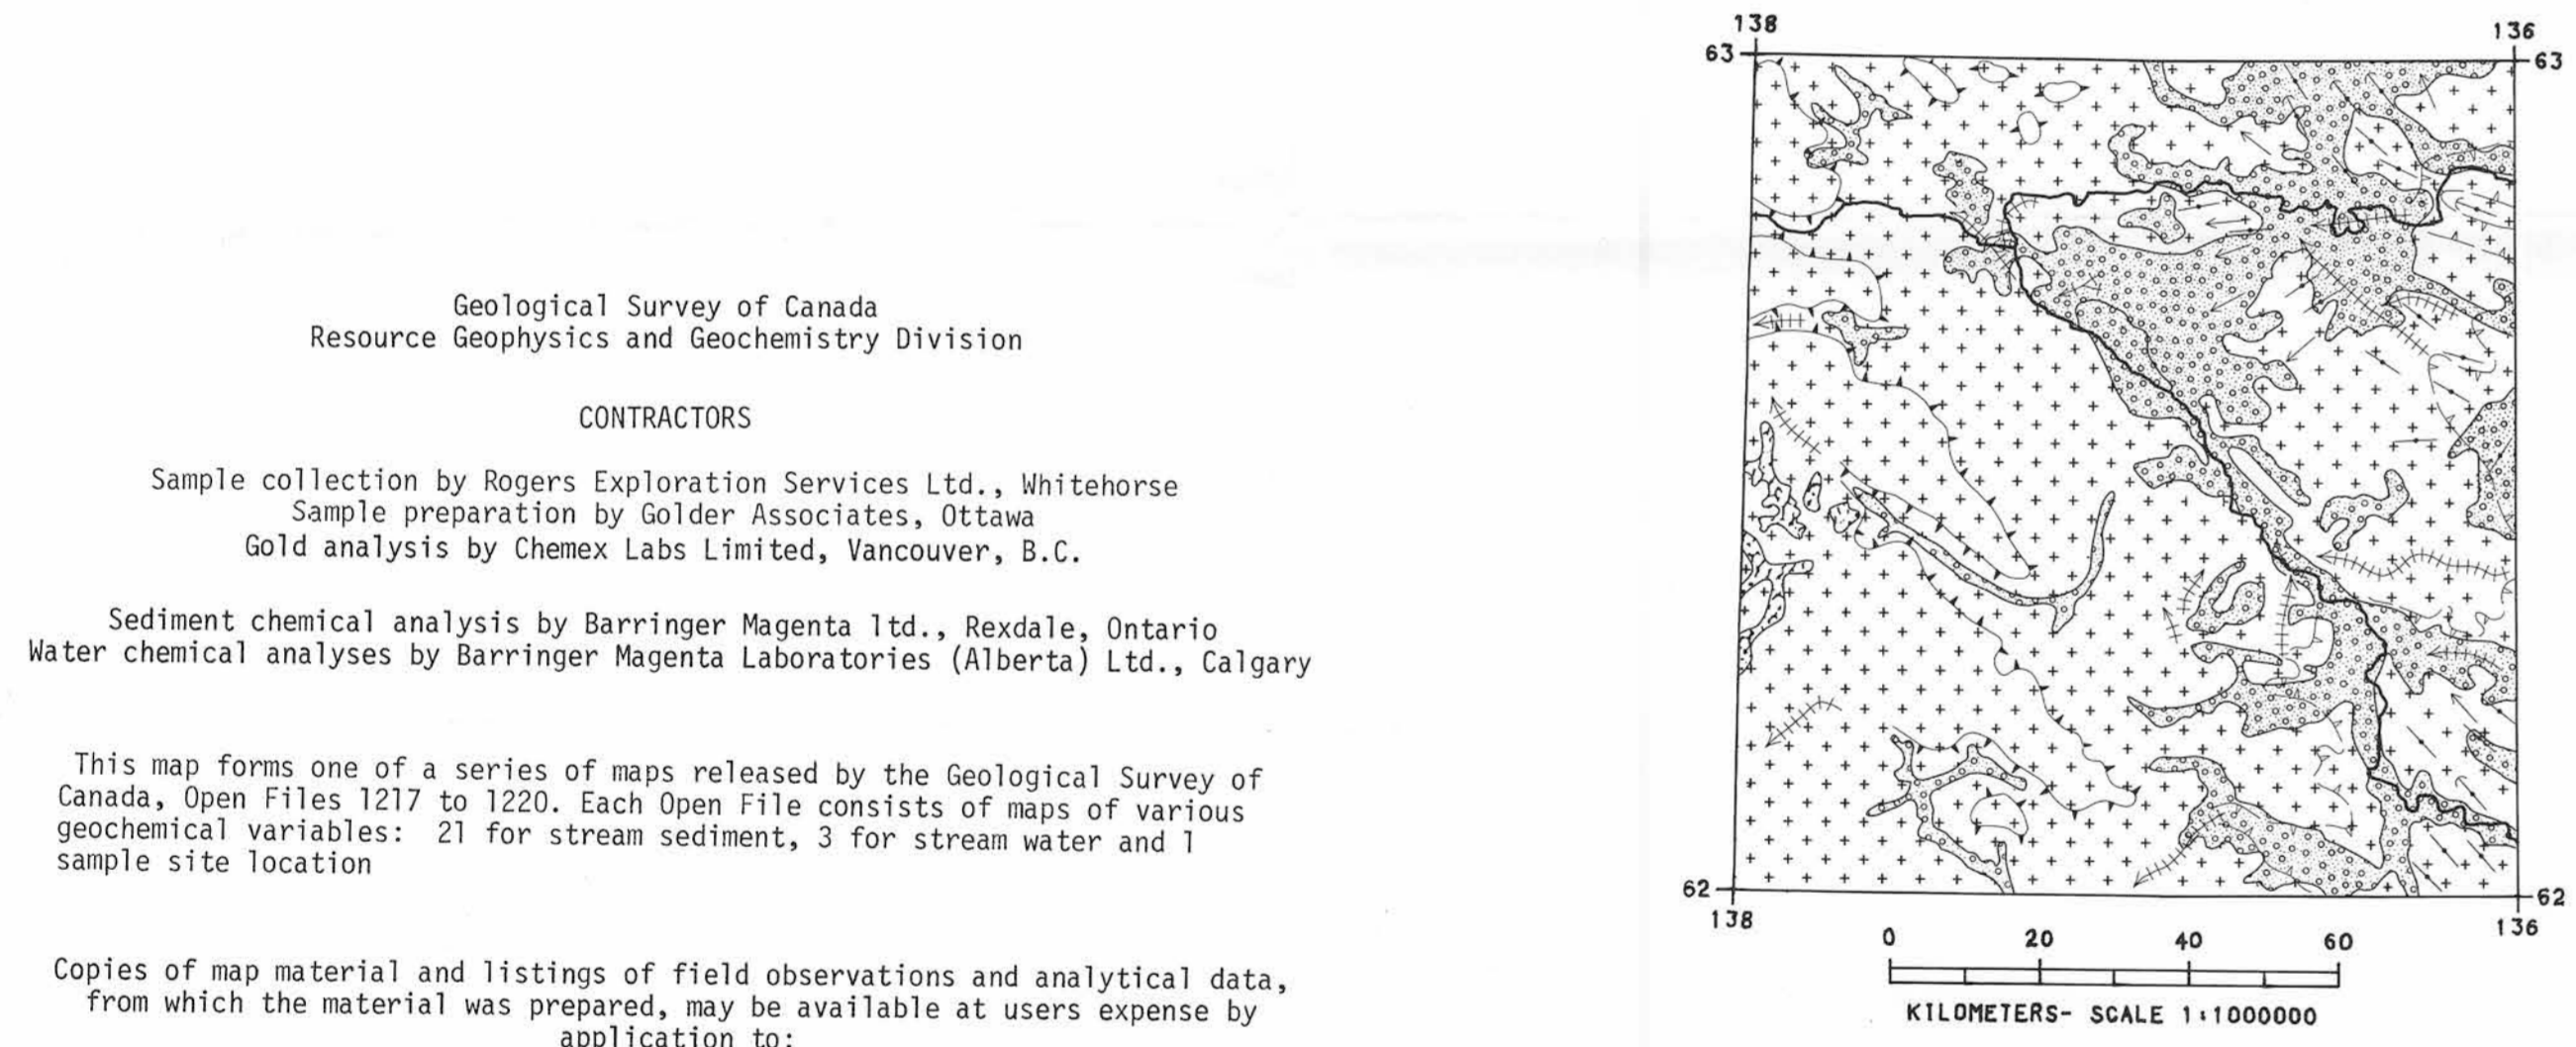 Geological Survey of Canada
Resource Geophysics and Geochemistry Division
CONTRACTORS
Sample collection by Rogers Exploration Services Ltd., Whitehorse
Sample preparation by Golder Associates, Ottawa
Gold analysis by Chemex Labs Limited, Vancouver, B.C.
Sediment chemical analysis by Barringer Magenta ltd., Rexdale, Ontario
Water chemical analyses by Barringer Magenta Laboratories (Alberta) Ltd., Calgary
This map forms one of a series of maps released by the Geological Survey of
Canada, Open Files 1217 to 1220. Each Open File consists of maps of various
geochemical variables: 21 for stream sediment, 3 for stream water and 1
sample site location
Copies of map material and listings of field observations and analytical data,
from which the material was prepared, may be available at users expense by
application to:
138
136
63
63
62
62
138
136
0 20 40 60
KILOMETERS- SCALE 1:1000000